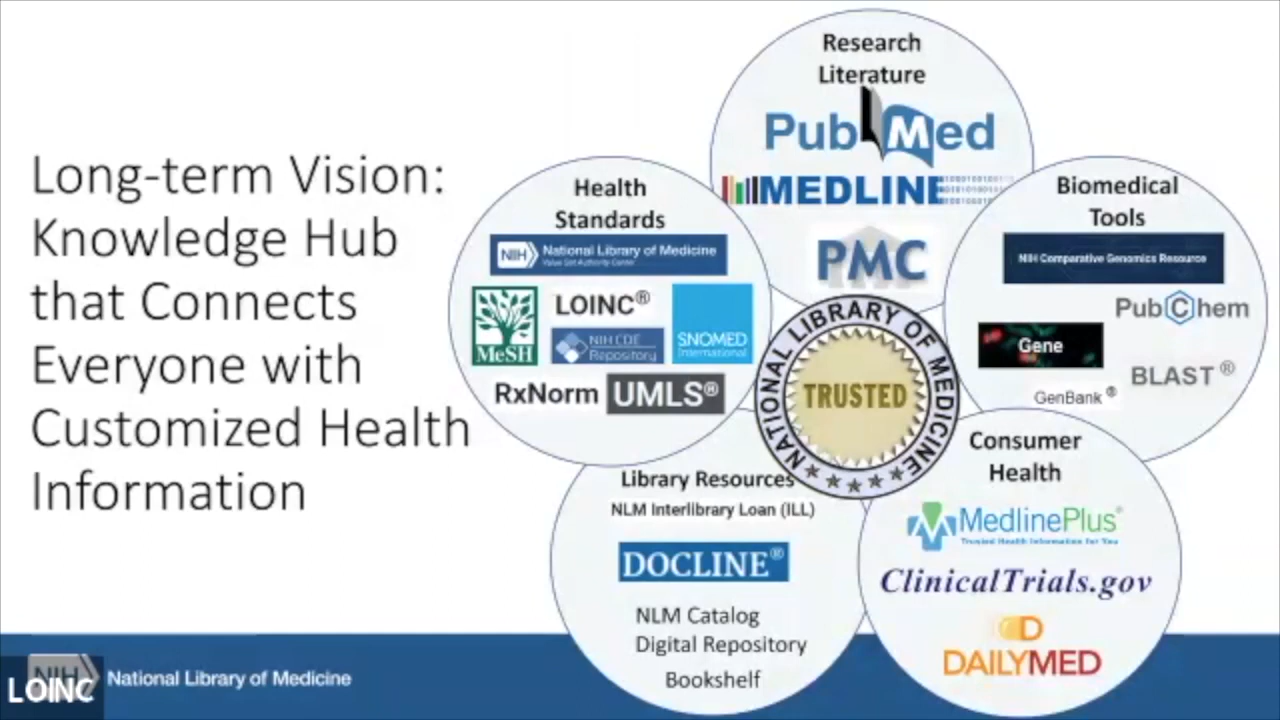 Long-term Vision:
Knowledge Hub
that Connects
Everyone with
Customized Health
Information
Research
Literature
PubMed
MEDLINE
PMC
Health
Standards
NIH National Library of Medicine
Value Set Authority Center
MeSH
LOINC®
NIH CDE
Repository
SNOMED
International
RxNorm
UMLS®
Biomedical
Tools
NIH Comparative Genomics Resource
PubChem
Gene
BLAST®
GenBank®
NATIONAL LIBRARY OF MEDICINE
TRUSTED
Library Resources
NLM Interlibrary Loan (ILL)
DOCLINE®
NLM Catalog
Digital Repository
Bookshelf
Consumer
Health
MedlinePlus®
Trusted Health Information for You
ClinicalTrials.gov
DAILYMED
NIH National Library of Medicine
LOINC